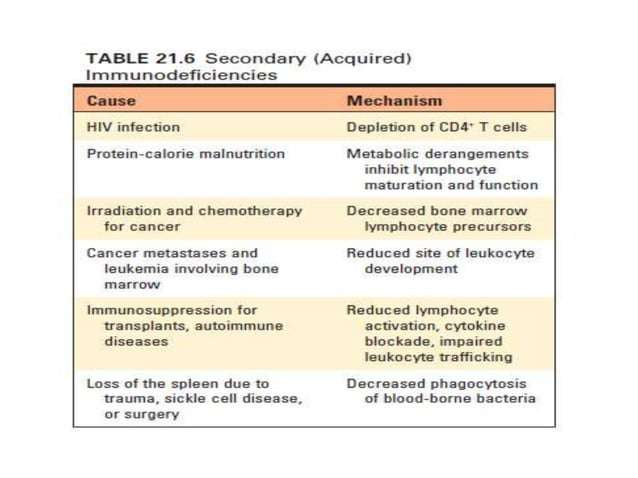 TABLE 21.6 Secondary (Acquired)
Immunodeficiencies
Cause Mechanism
HIV infection Depletion of CD4⁺ T cells
Protein-calorie malnutrition Metabolic derangements
inhibit lymphocyte
maturation and function
Irradiation and chemotherapy Decreased bone marrow
for cancer lymphocyte precursors
Cancer metastases and Reduced site of leukocyte
leukemia involving bone development
marrow
Immunosuppression for Reduced lymphocyte
transplants, autoimmune activation, cytokine
diseases blockade, impaired
leukocyte trafficking
Loss of the spleen due to Decreased phagocytosis
trauma, sickle cell disease, of blood-borne bacteria
or surgery